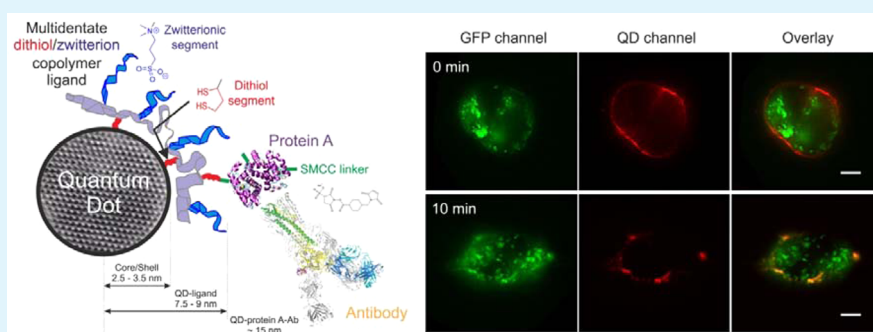 Multidentate
dithiol/zwitterion
copolymer
ligand
Zwitterionic
segment
Dithiol
segment
HS
HS
Protein A
SMCC linker
Quantum
Dot
Core/Shell
2.5 - 3.5 nm
QD-ligand
7.5 - 9 nm
QD-protein A-Ab
~ 15 nm
Antibody
GFP channel QD channel Overlay
0 min
10 min